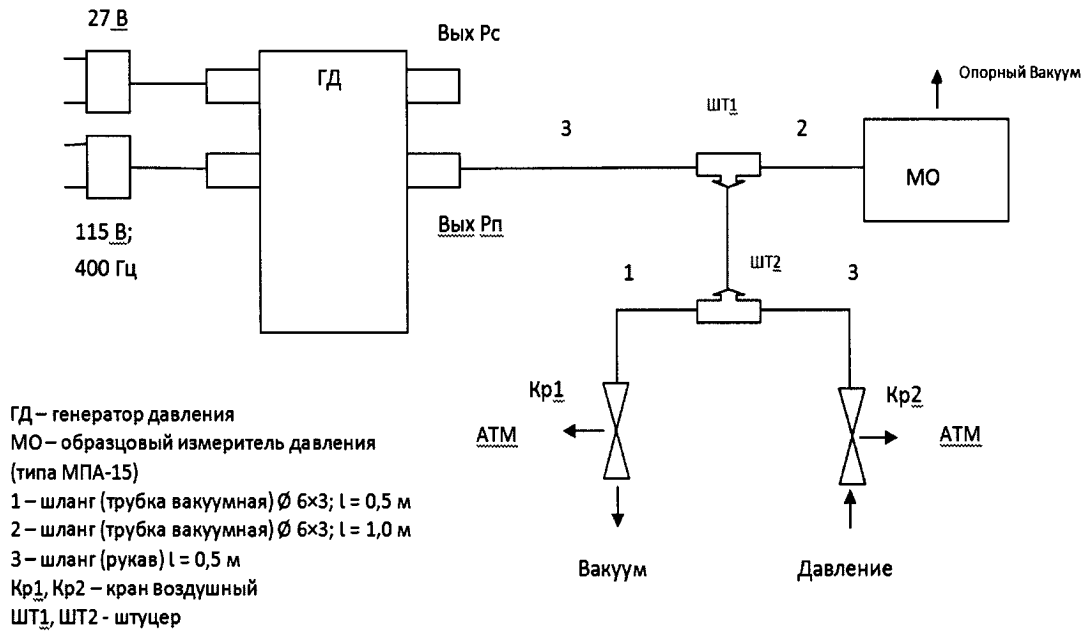 27 В
Вых Рс
ГД
Опорный Вакуум
ШТ1
3
2
МО
Вых Рп
115 В;
400 Гц
ШТ2
1
3
Кр1
Кр2
АТМ
АТМ
Вакуум
Давление
ГД – генератор давления
МО – образцовый измеритель давления
(типа МПА-15)
1 – шланг (трубка вакуумная) Ø 6×3; l = 0,5 м
2 – шланг (трубка вакуумная) Ø 6×3; l = 1,0 м
3 – шланг (рукав) l = 0,5 м
Кр1, Кр2 – кран воздушный
ШТ1, ШТ2 - штуцер